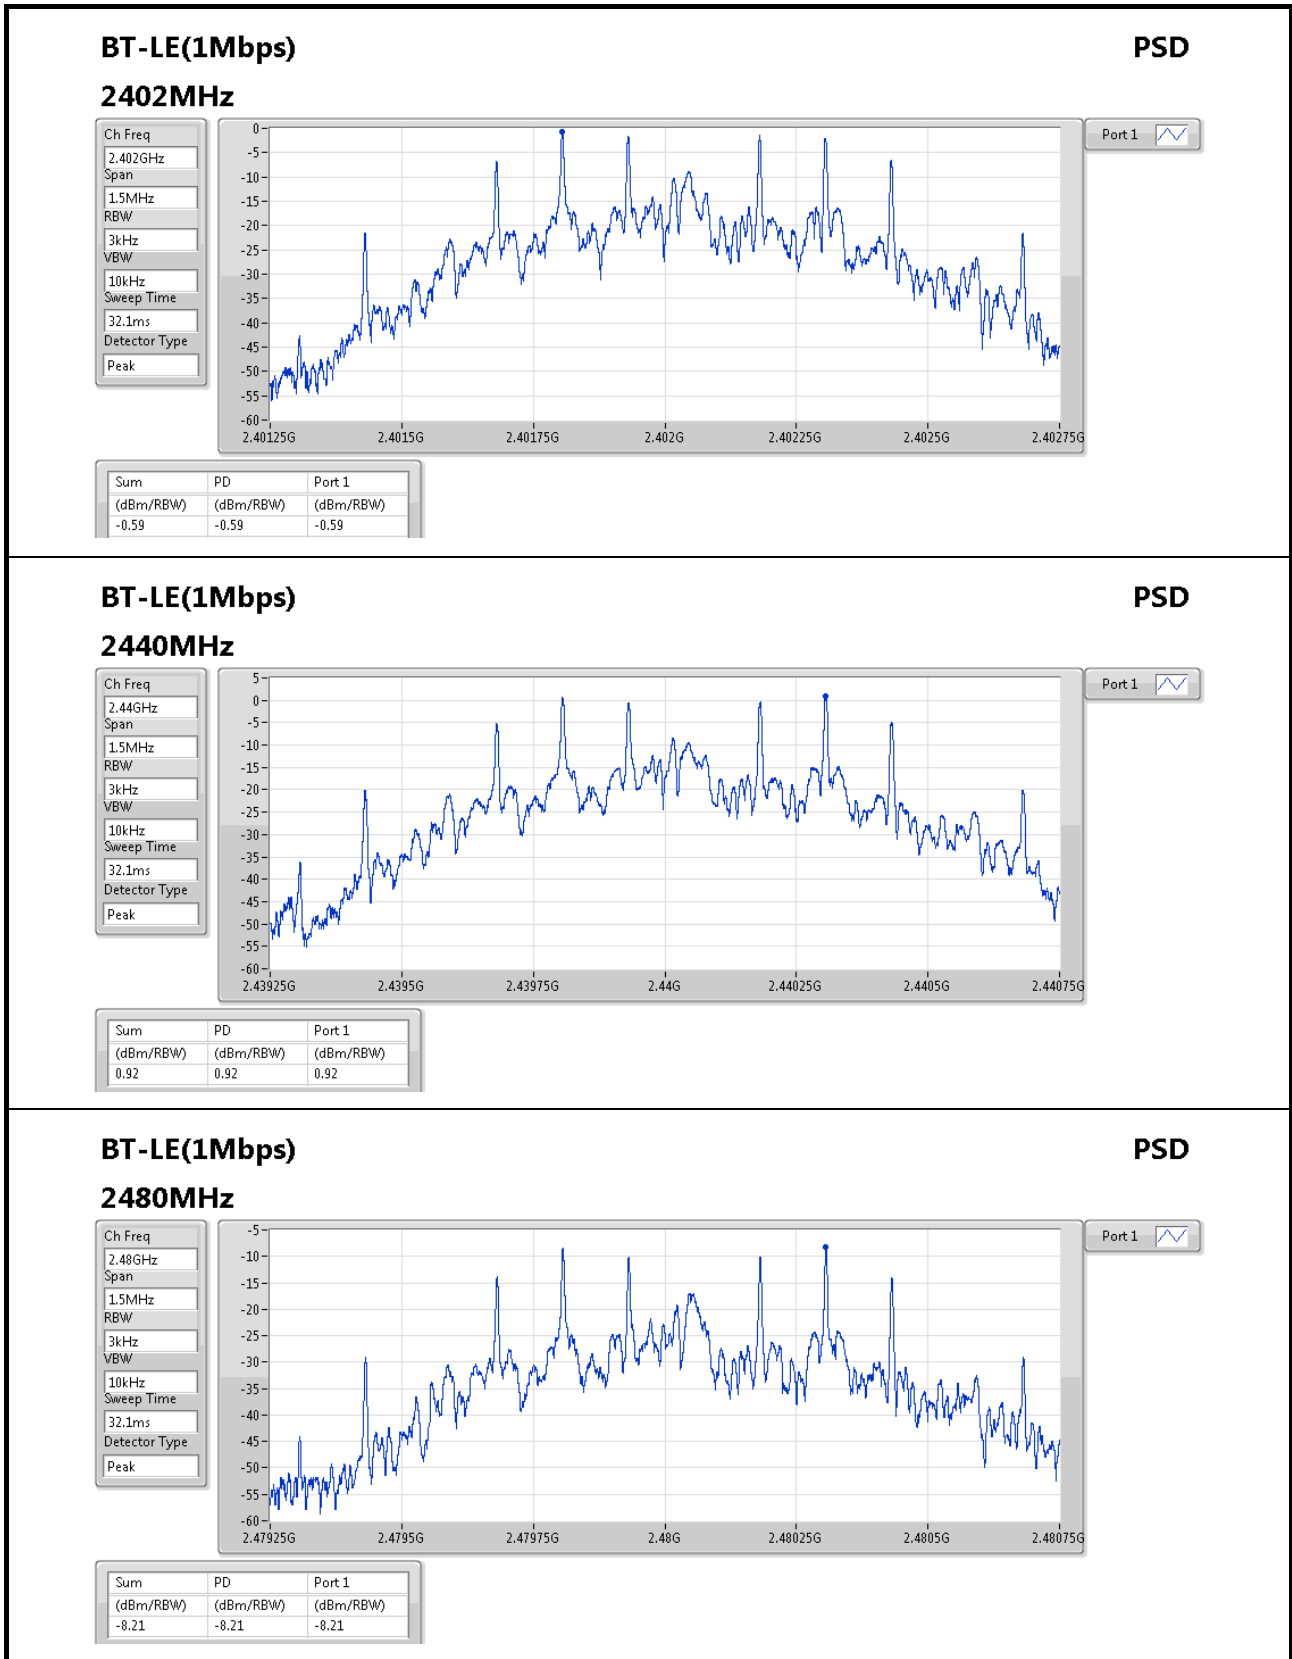 BT-LE(1Mbps) PSD
2402MHz
Ch Freq
2.402GHz
Span
1.5MHz
RBW
3kHz
VBW
10kHz
Sweep Time
32.1ms
Detector Type
Peak
0
-5
-10
-15
-20
-25
-30
-35
-40
-45
-50
-55
-60
2.40125G 2.4015G 2.40175G 2.402G 2.40225G 2.4025G 2.40275G
Port 1
Sum PD Port 1
(dBm/RBW) (dBm/RBW) (dBm/RBW)
-0.59 -0.59 -0.59
BT-LE(1Mbps) PSD
2440MHz
Ch Freq
2.44GHz
Span
1.5MHz
RBW
3kHz
VBW
10kHz
Sweep Time
32.1ms
Detector Type
Peak
5
0
-5
-10
-15
-20
-25
-30
-35
-40
-45
-50
-55
-60
2.43925G 2.4395G 2.43975G 2.44G 2.44025G 2.4405G 2.44075G
Port 1
Sum PD Port 1
(dBm/RBW) (dBm/RBW) (dBm/RBW)
0.92 0.92 0.92
BT-LE(1Mbps) PSD
2480MHz
Ch Freq
2.48GHz
Span
1.5MHz
RBW
3kHz
VBW
10kHz
Sweep Time
32.1ms
Detector Type
Peak
-5
-10
-15
-20
-25
-30
-35
-40
-45
-50
-55
-60
2.47925G 2.4795G 2.47975G 2.48G 2.48025G 2.4805G 2.48075G
Port 1
Sum PD Port 1
(dBm/RBW) (dBm/RBW) (dBm/RBW)
-8.21 -8.21 -8.21